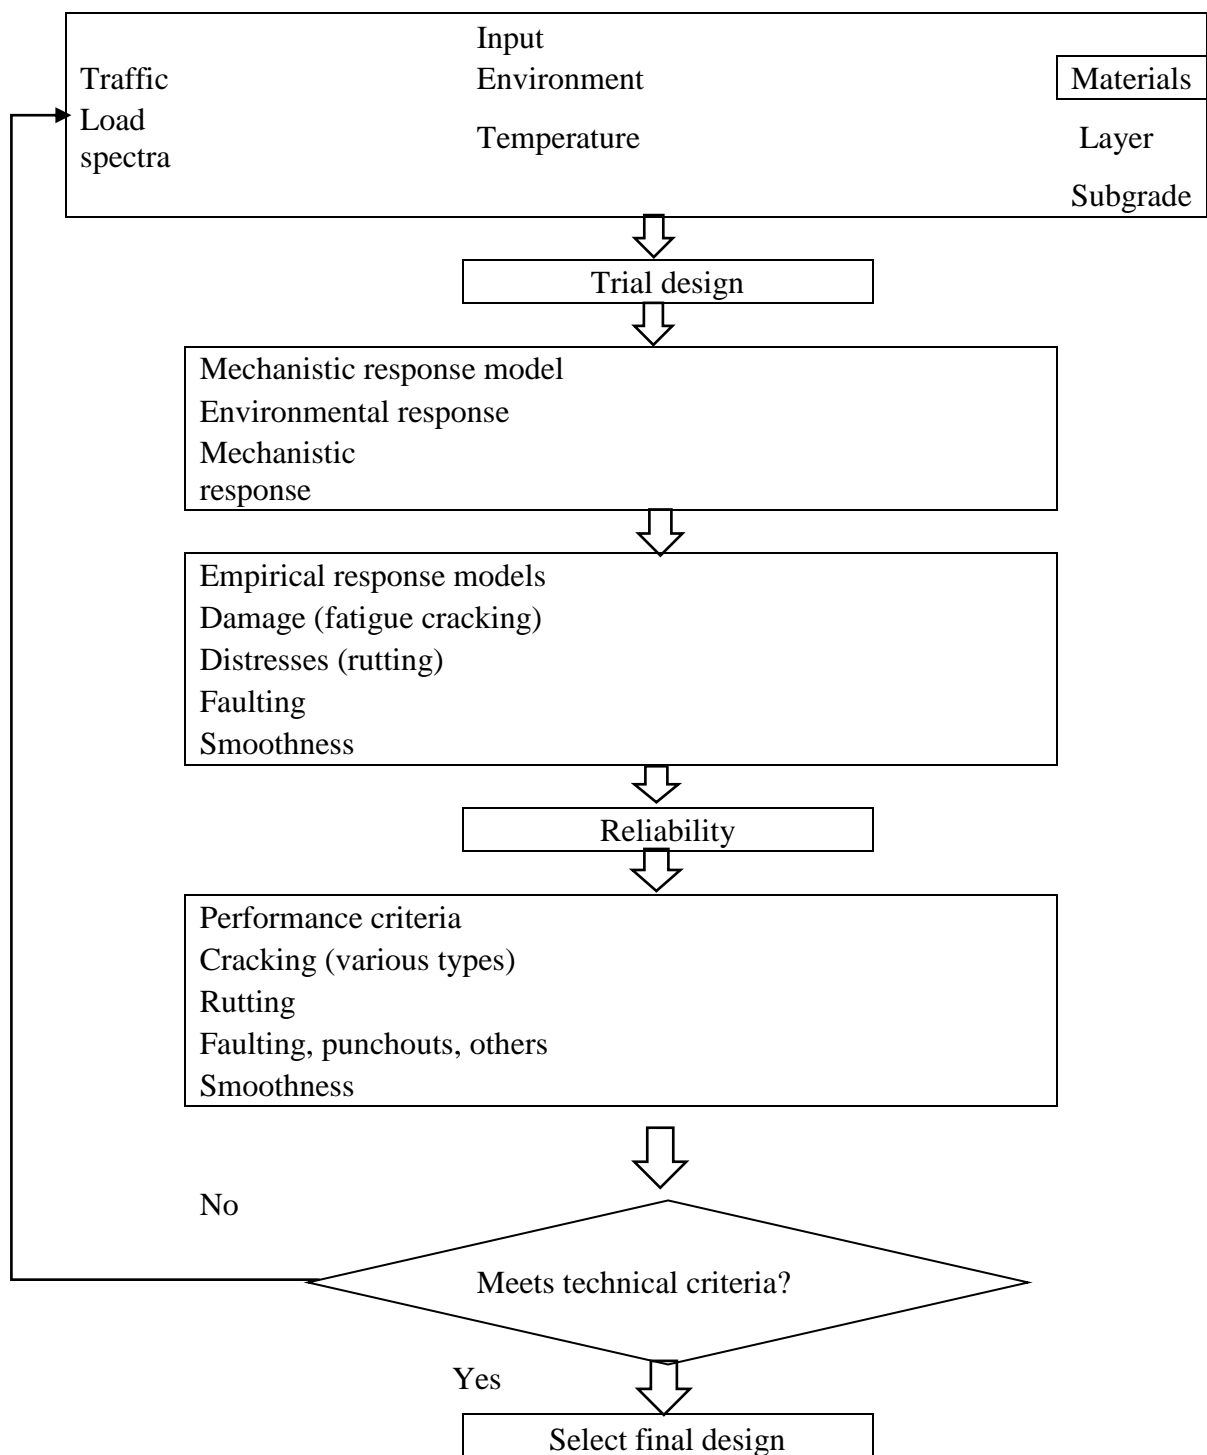 Input
Traffic Environment Materials
Load
spectra Temperature Layer
Subgrade
Trial design
Mechanistic response model
Environmental response
Mechanistic
response
Empirical response models
Damage (fatigue cracking)
Distresses (rutting)
Faulting
Smoothness
Reliability
Performance criteria
Cracking (various types)
Rutting
Faulting, punchouts, others
Smoothness
No
Meets technical criteria?
Yes
Select final design